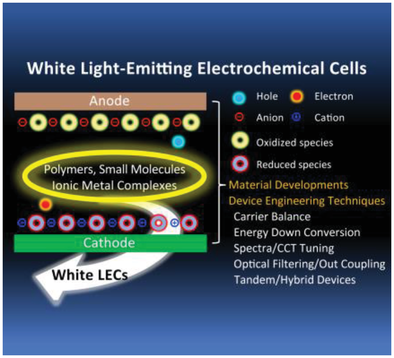 White Light-Emitting Electrochemical Cells
Anode
Hole
Electron
Anion
Cation
Oxidized species
Reduced species
Polymers, Small Molecules
Ionic Metal Complexes
Cathode
White LECs
Material Developments
Device Engineering Techniques
Carrier Balance
Energy Down Conversion
Spectra/CCT Tuning
Optical Filtering/Out Coupling
Tandem/Hybrid Devices